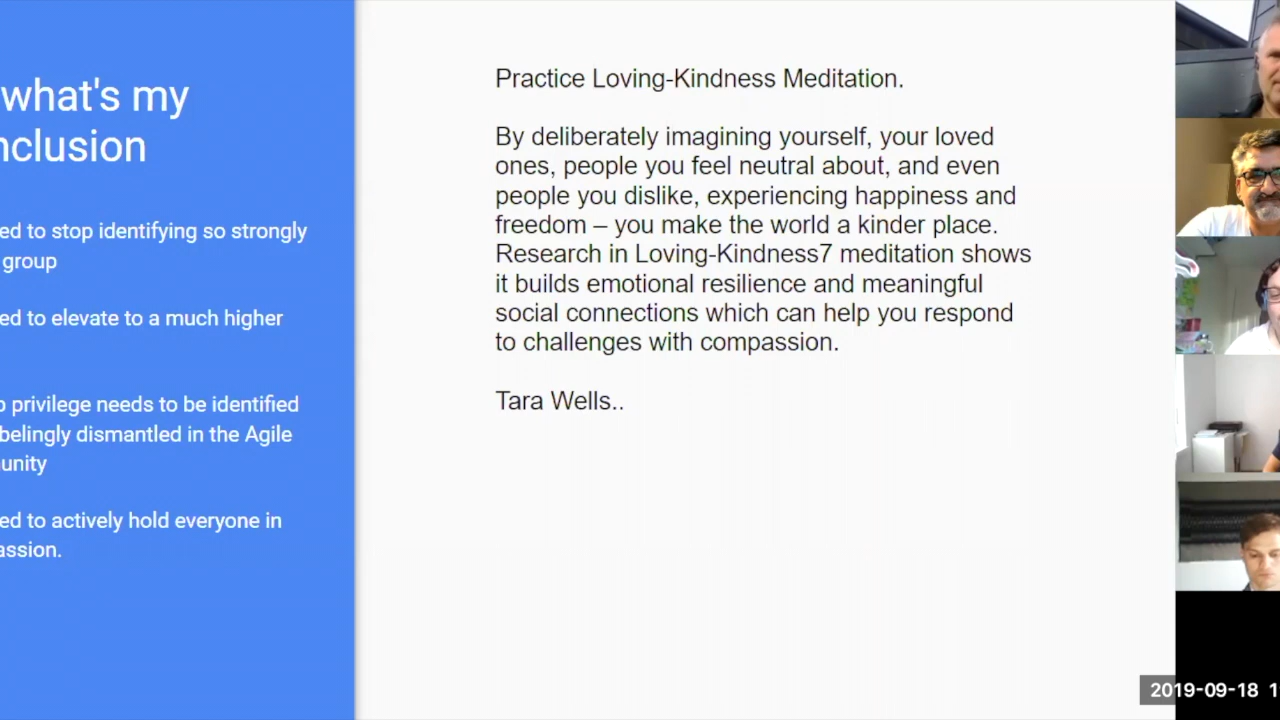 what's my
nclusion
ed to stop identifying so strongly
group
ed to elevate to a much higher
privilege needs to be identified
belingly dismantled in the Agile
unity
ed to actively hold everyone in
assion.
Practice Loving-Kindness Meditation.
By deliberately imagining yourself, your loved
ones, people you feel neutral about, and even
people you dislike, experiencing happiness and
freedom – you make the world a kinder place.
Research in Loving-Kindness7 meditation shows
it builds emotional resilience and meaningful
social connections which can help you respond
to challenges with compassion.
Tara Wells..
2019-09-18 1